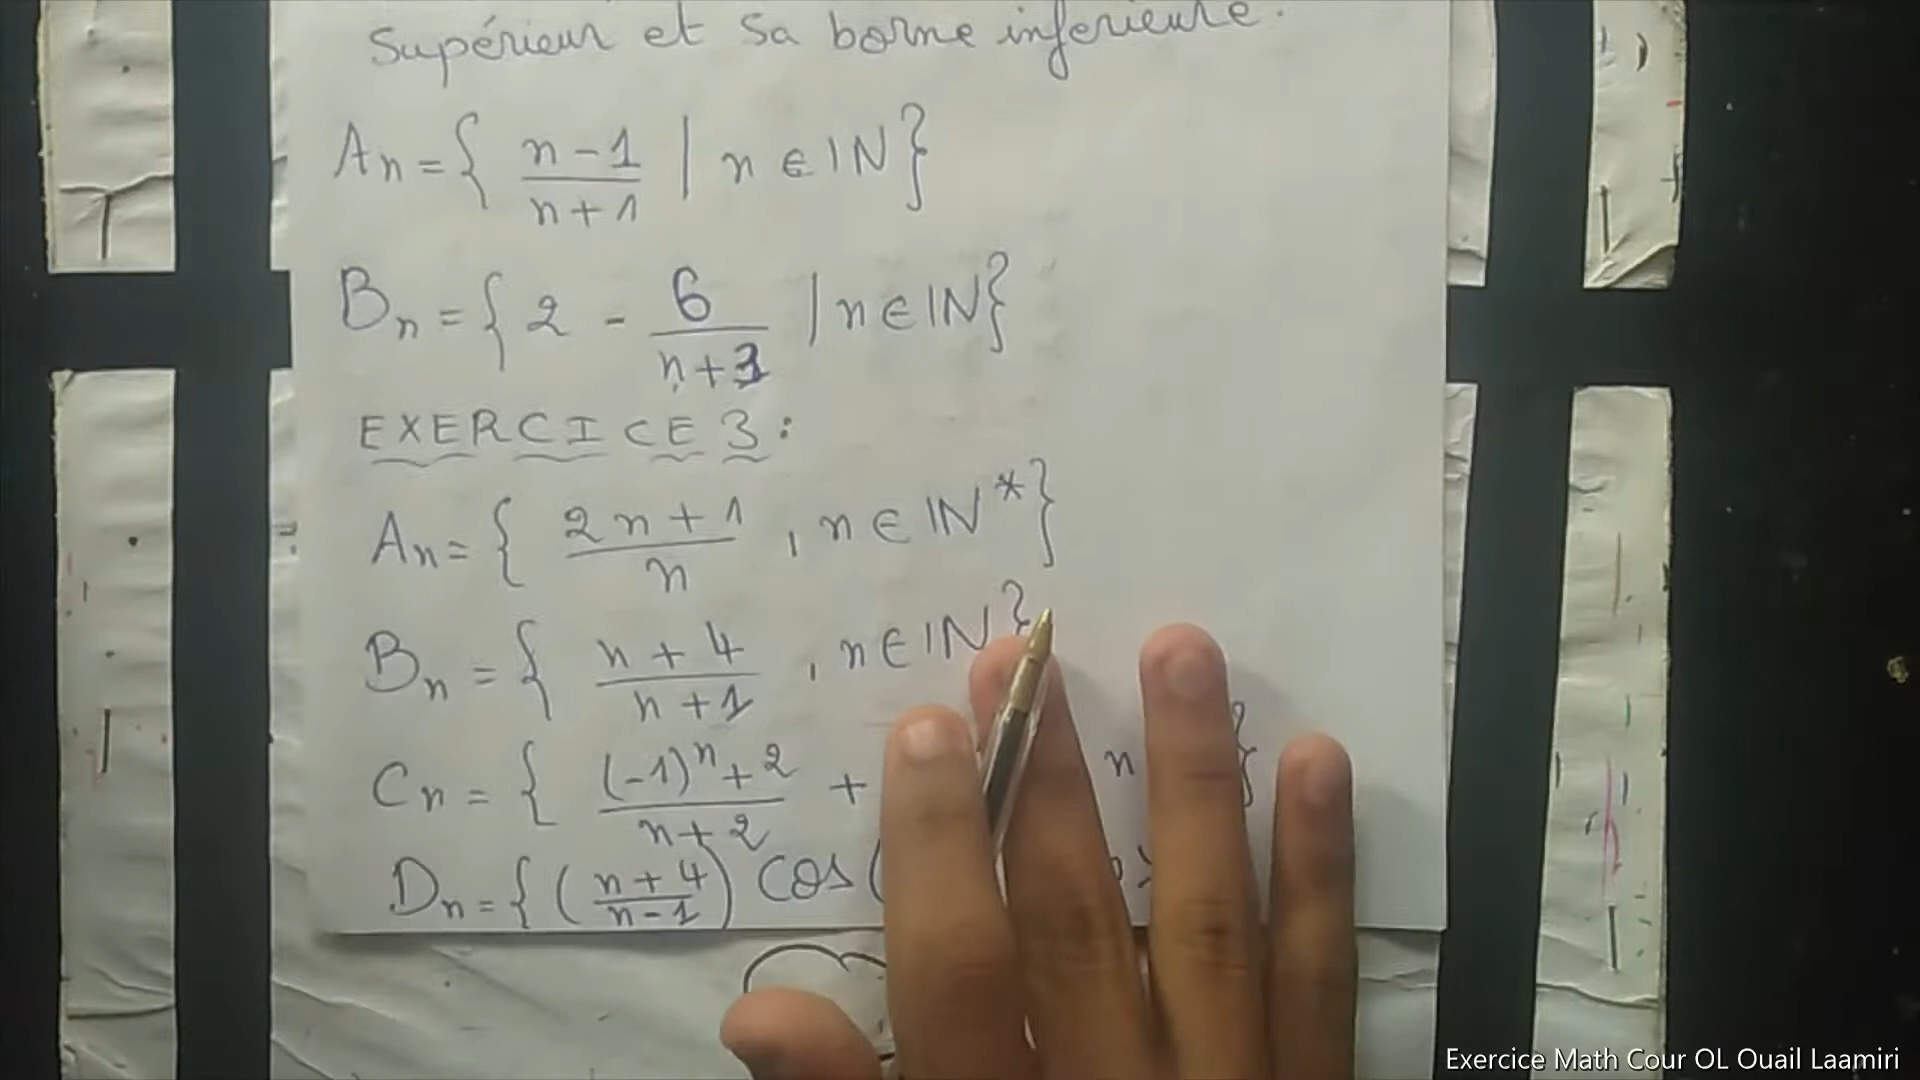 Supérieur et sa borne inferieure.
An = { n-1/n+1 | n ∈ IN }
Bn = { 2 - 6/n+3 | n ∈ IN }
EXERCICE 3:
An = { 2n+1/n , n ∈ IN* }
Bn = { n+4/n+1 , n ∈ IN }
Cn = { (-1)^n+2/n+2 + n }
Dn = { (n+4/n-1) cos(
Exercice Math Cour OL Ouail Laamiri